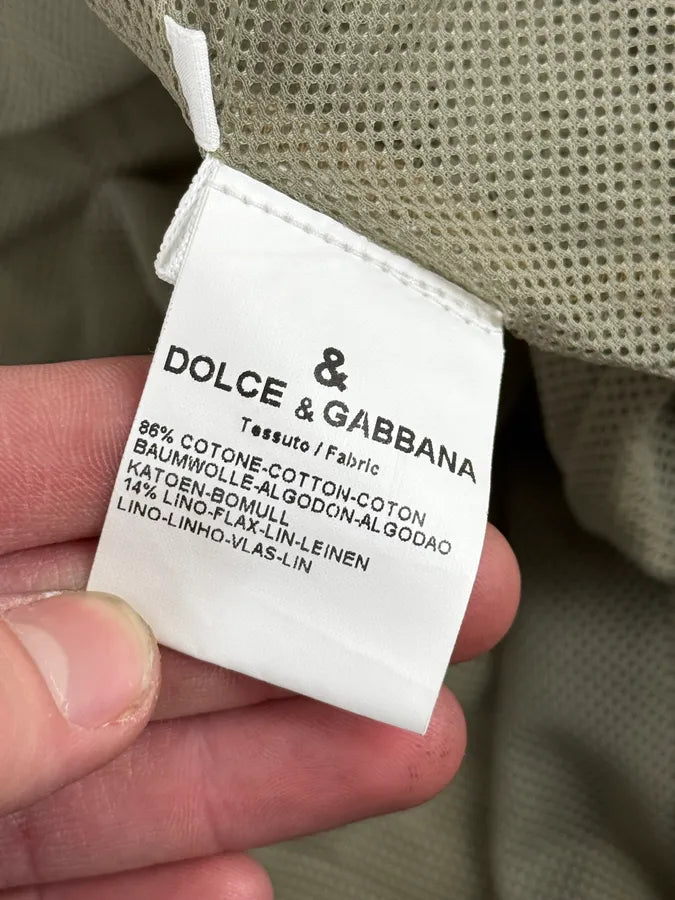 &
DOLCE & GABBANA
Tessuto / Fabric
86% COTONE-COTTON-COTON
BAUMWOLLE-ALGODON-ALGODAO
KATOEN-BOMULL
14% LINO-FLAX-LIN-LEINEN
LINO-LINHO-VLAS-LIN